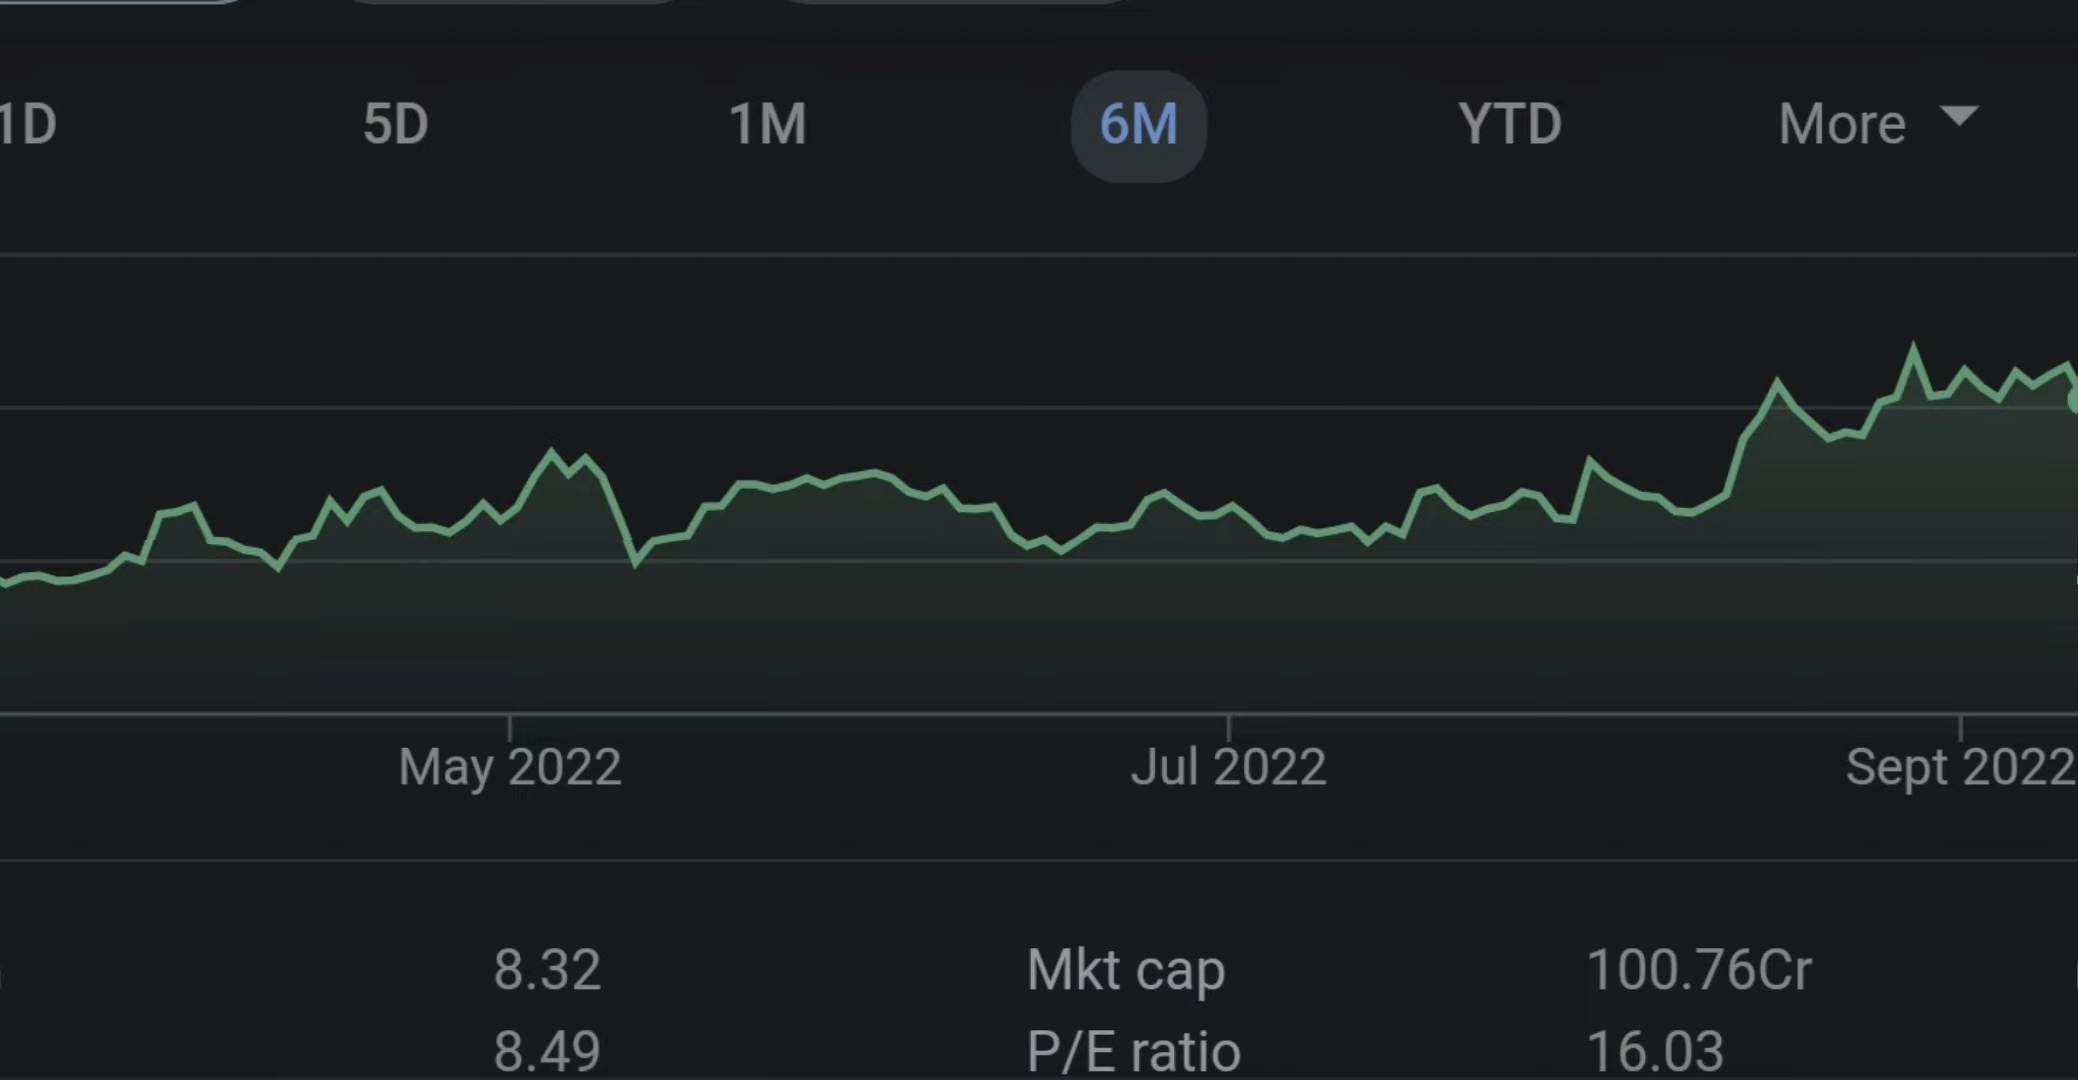 1D 5D 1M 6M YTD More
May 2022 Jul 2022 Sept 2022
8.32 Mkt cap 100.76Cr
8.49 P/E ratio 16.03